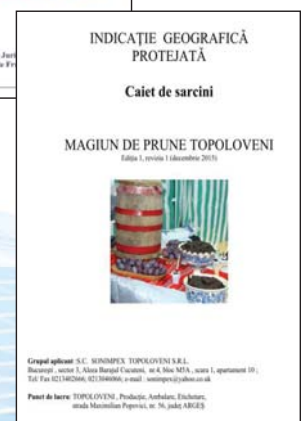 INDICAȚIE GEOGRAFICĂ
PROTEJATĂ
Caiet de sarcini
MAGIUN DE PRUNE TOPOLOVENI
Ediția 1, revizia 1 (decembrie 2015)
Grupul aplicant: S.C. SONIMPEX TOPOLOVENI S.R.L.
București, sector 3, Aleea Barajul Cucuteni, nr 4, bloc M5A, scara 1, apartament 10;
Tel/ Fax 0213402666; 0213046066; e-mail: sonimpex@yahoo.co.uk
Punct de lucru: TOPOLOVENI, Producție, Ambalare, Etichetare,
strada Maximilian Popovici, nr. 56, județ ARGEȘ